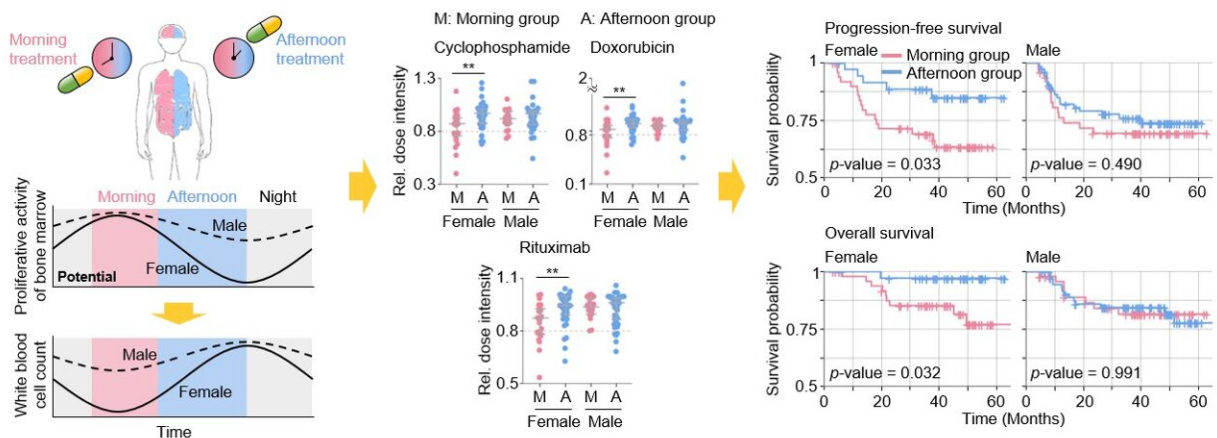 Morning
treatment
Afternoon
treatment
Morning Afternoon Night
Proliferative activity
of bone marrow
Male
Female
Potential
White blood
cell count
Male
Female
Time
M: Morning group A: Afternoon group
Cyclophosphamide
**
Rel. dose intensity
1.3
0.8
0.3
M A M A
Female Male
Doxorubicin
**
2
≈
0.8
0.1
M A M A
Female Male
Rituximab
**
Rel. dose intensity
1.1
0.8
0.5
M A M A
Female Male
Progression-free survival
Female
Morning group
Afternoon group
Male
Survival probability
1
0.75
0.5
p-value = 0.033
p-value = 0.490
0 20 40 60 0 20 40 60
Time (Months)
Overall survival
Female
Male
Survival probability
1
0.75
0.5
p-value = 0.032
p-value = 0.991
0 20 40 60 0 20 40 60
Time (Months)